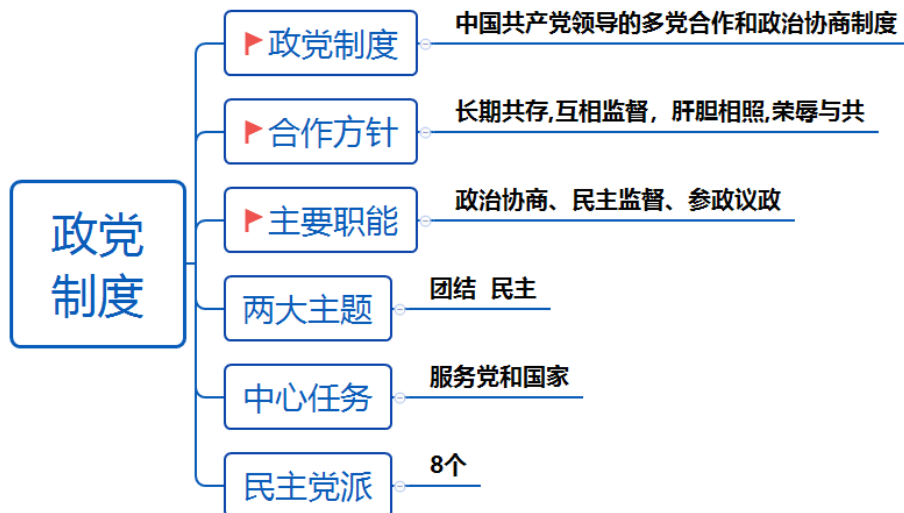 政党制度
中国共产党领导的多党合作和政治协商制度
合作方针
长期共存,互相监督，肝胆相照,荣辱与共
主要职能
政治协商、民主监督、参政议政
政党
制度
两大主题
团结 民主
中心任务
服务党和国家
民主党派
8个